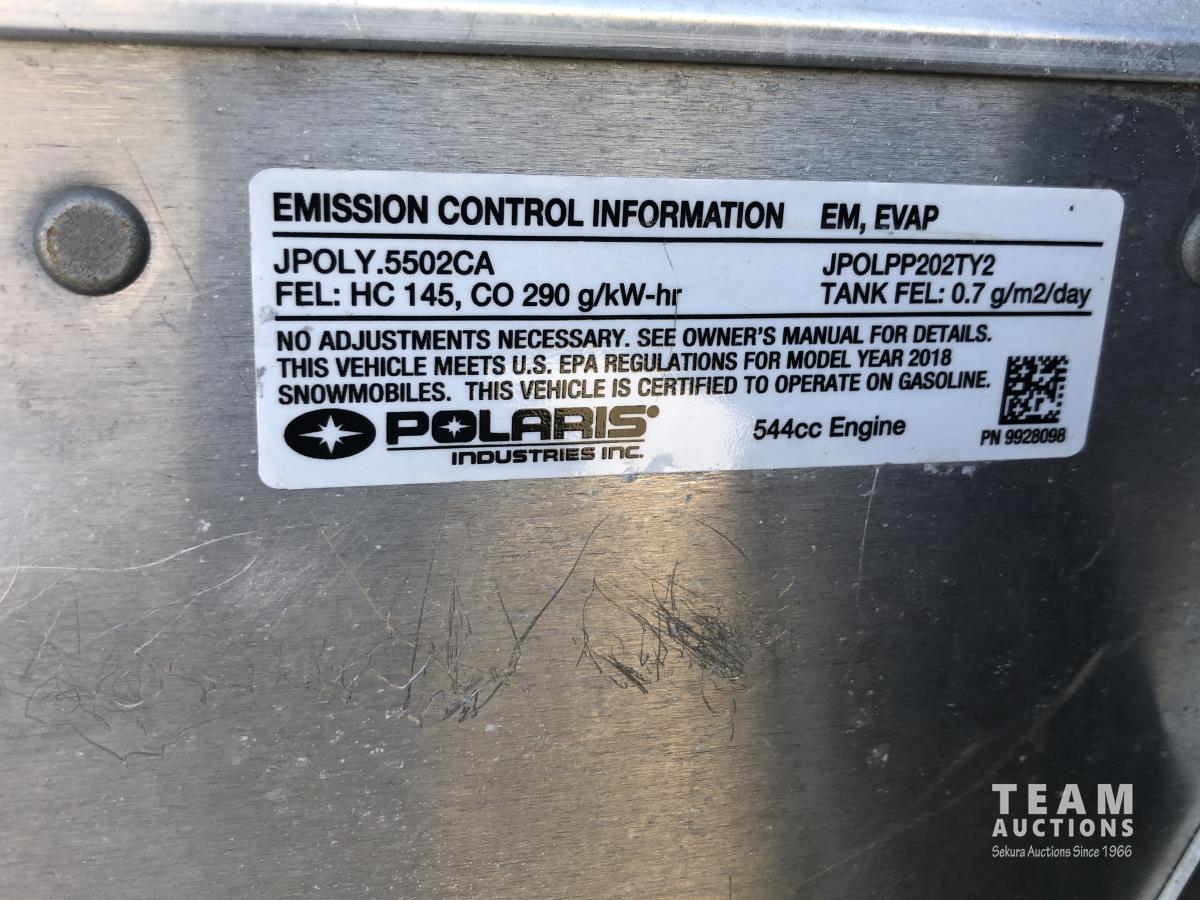 EMISSION CONTROL INFORMATION EM, EVAP
JPOLY.5502CA JPOLPP202TY2
FEL: HC 145, CO 290 g/kW-hr TANK FEL: 0.7 g/m2/day
NO ADJUSTMENTS NECESSARY. SEE OWNER'S MANUAL FOR DETAILS.
THIS VEHICLE MEETS U.S. EPA REGULATIONS FOR MODEL YEAR 2018
SNOWMOBILES. THIS VEHICLE IS CERTIFIED TO OPERATE ON GASOLINE.
POLARIS
INDUSTRIES INC.
544cc Engine
PN 9928098
TEAM
AUCTIONS
Sekura Auctions Since 1966